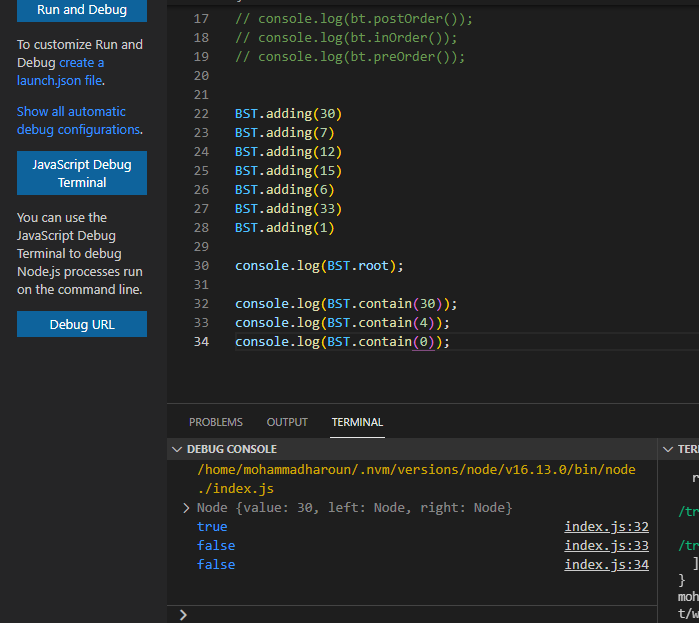 Run and Debug
To customize Run and
Debug create a
launch.json file.
Show all automatic
debug configurations.
JavaScript Debug
Terminal
You can use the
JavaScript Debug
Terminal to debug
Node.js processes run
on the command line.
Debug URL
17 // console.log(bt.postOrder());
18 // console.log(bt.inOrder());
19 // console.log(bt.preOrder());
20
21
22 BST.adding(30)
23 BST.adding(7)
24 BST.adding(12)
25 BST.adding(15)
26 BST.adding(6)
27 BST.adding(33)
28 BST.adding(1)
29
30 console.log(BST.root);
31
32 console.log(BST.contain(30));
33 console.log(BST.contain(4));
34 console.log(BST.contain(0));
PROBLEMS OUTPUT TERMINAL
DEBUG CONSOLE
/home/mohammadharoun/.nvm/versions/node/v16.13.0/bin/node
./index.js
Node {value: 30, left: Node, right: Node}
true index.js:32
false index.js:33
false index.js:34
TER
r
/tr
/tr
]
}
moh
t/w